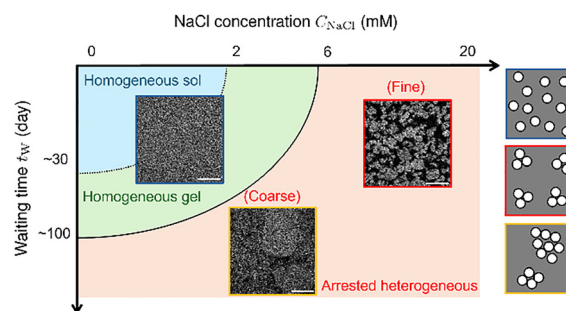 NaCl concentration C_NaCl (mM)
0 2 6 20
Homogeneous sol
(Fine)
Waiting time t_W (day)
~30
Homogeneous gel
(Coarse)
~100
Arrested heterogeneous